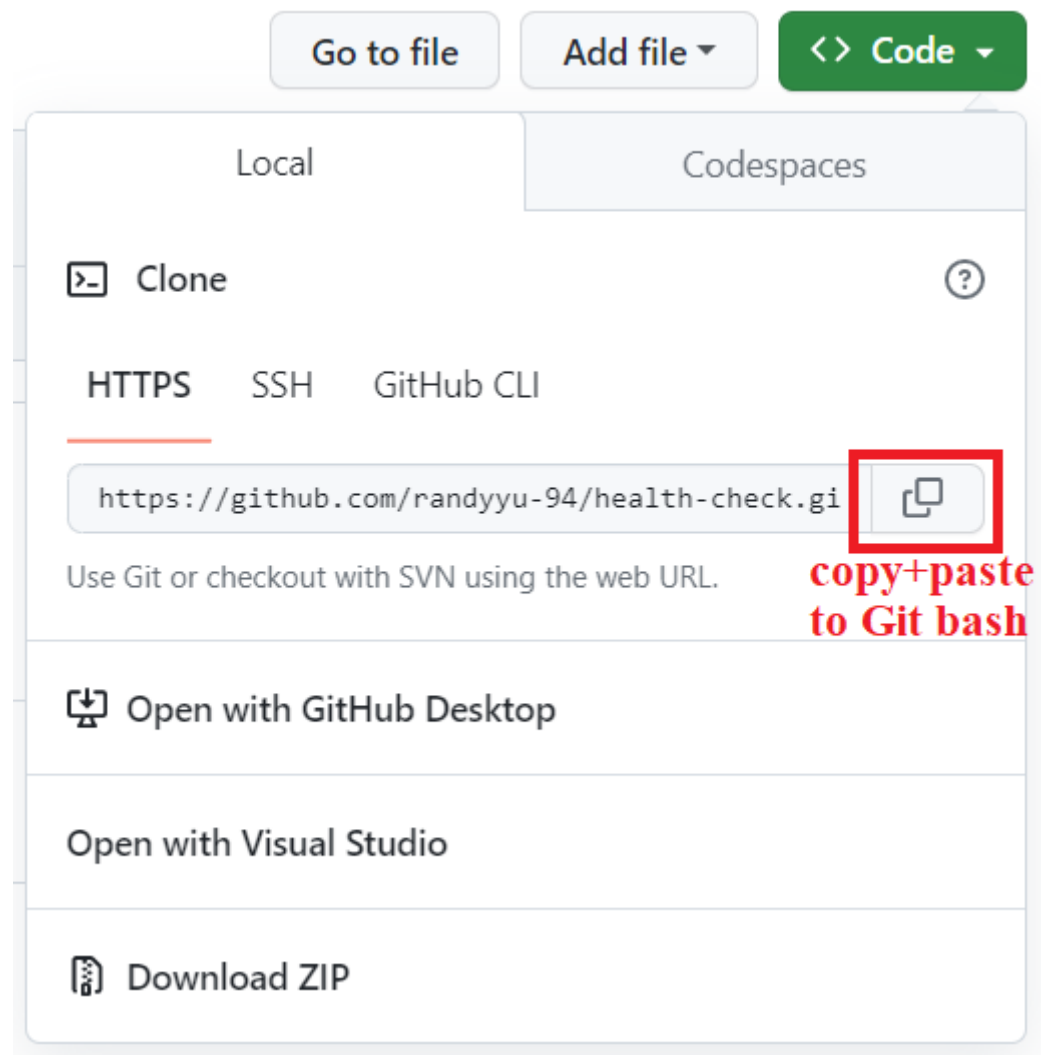 Go to file Add file <> Code
Local Codespaces
Clone
HTTPS SSH GitHub CLI
https://github.com/randyyu-94/health-check.gi
Use Git or checkout with SVN using the web URL.
copy+paste
to Git bash
Open with GitHub Desktop
Open with Visual Studio
Download ZIP